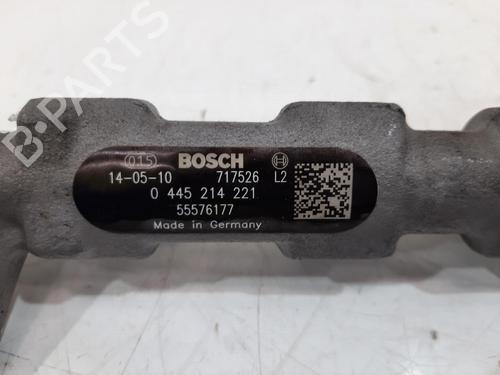 B-PARTS
015 BOSCH
14-05-10 717526 L2
0 445 214 221
55576177
Made in Germany